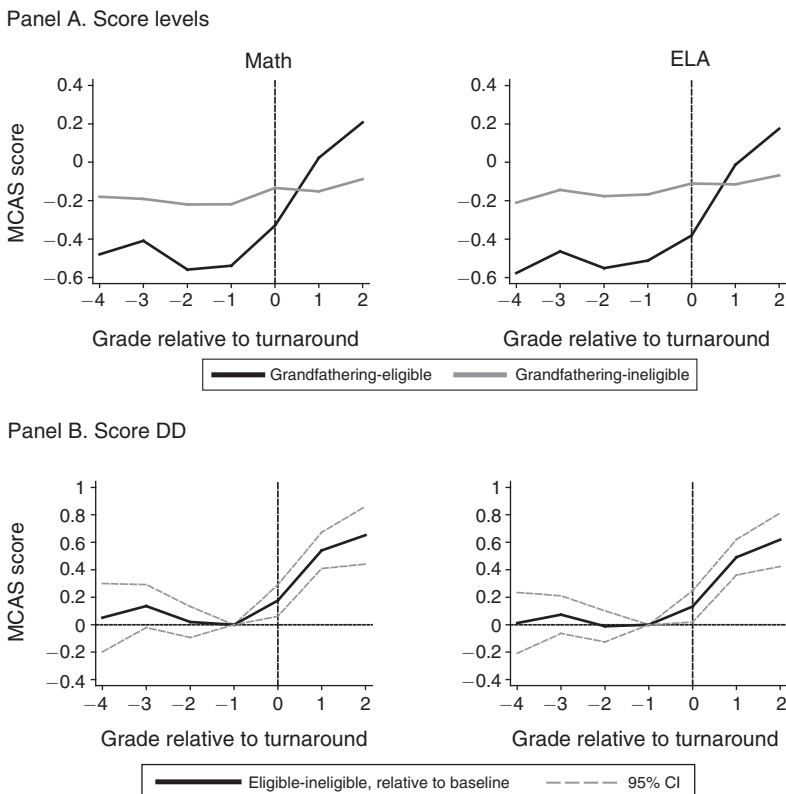 Panel A. Score levels
Math
ELA
MCAS score
0.4
0.2
0
−0.2
−0.4
−0.6
−4 −3 −2 −1 0 1 2
Grade relative to turnaround
0.4
0.2
0
−0.2
−0.4
−0.6
−4 −3 −2 −1 0 1 2
Grade relative to turnaround
Grandfathering-eligible Grandfathering-ineligible
Panel B. Score DD
MCAS score
1
0.8
0.6
0.4
0.2
0
−0.2
−0.4
−4 −3 −2 −1 0 1 2
Grade relative to turnaround
1
0.8
0.6
0.4
0.2
0
−0.2
−0.4
−4 −3 −2 −1 0 1 2
Grade relative to turnaround
Eligible-ineligible, relative to baseline 95% CI